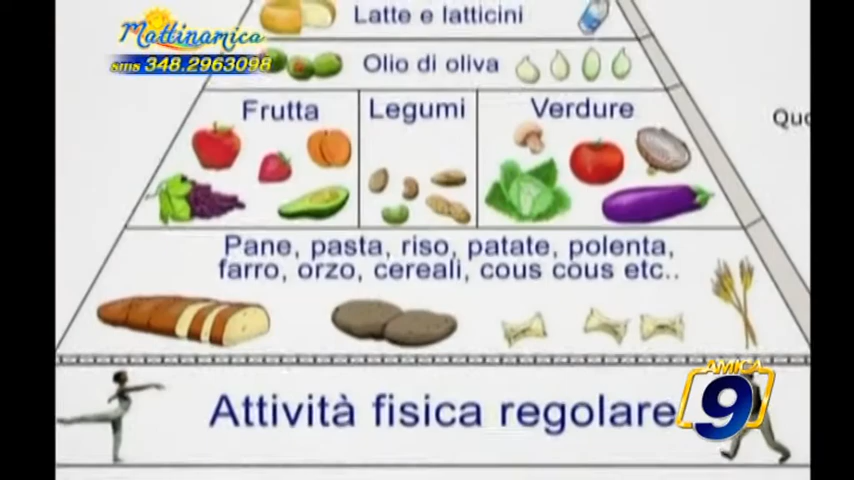 Mattinamica
sms 348.2963098
Latte e latticini
Olio di oliva
Frutta
Legumi
Verdure
Quo
Pane, pasta, riso, patate, polenta,
farro, orzo, cereali, cous cous etc..
Attività fisica regolare
AMICA
9